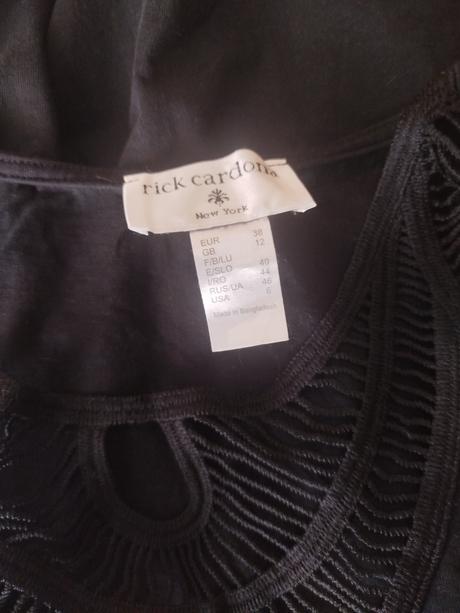 rick cardona
New York
EUR 38
GB 12
F/B/LU 40
E/SLO 44
I/RO 46
RUS/UA
USA 6
Made in Bangladesh